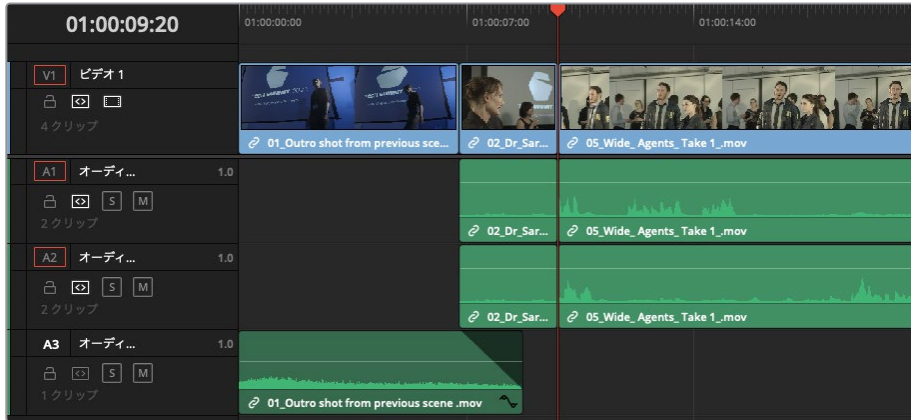 01:00:09:20
01:00:00:00
01:00:07:00
01:00:14:00
V1 ビデオ 1
4 クリップ
01_Outro shot from previous sce...
02_Dr_Sar...
05_Wide_ Agents_ Take 1_.mov
A1 オーディ... 1.0
S M
2 クリップ
02_Dr_Sar...
05_Wide_ Agents_ Take 1_.mov
A2 オーディ... 1.0
S M
2 クリップ
02_Dr_Sar...
05_Wide_ Agents_ Take 1_.mov
A3 オーディ... 1.0
S M
1 クリップ
01_Outro shot from previous scene .mov